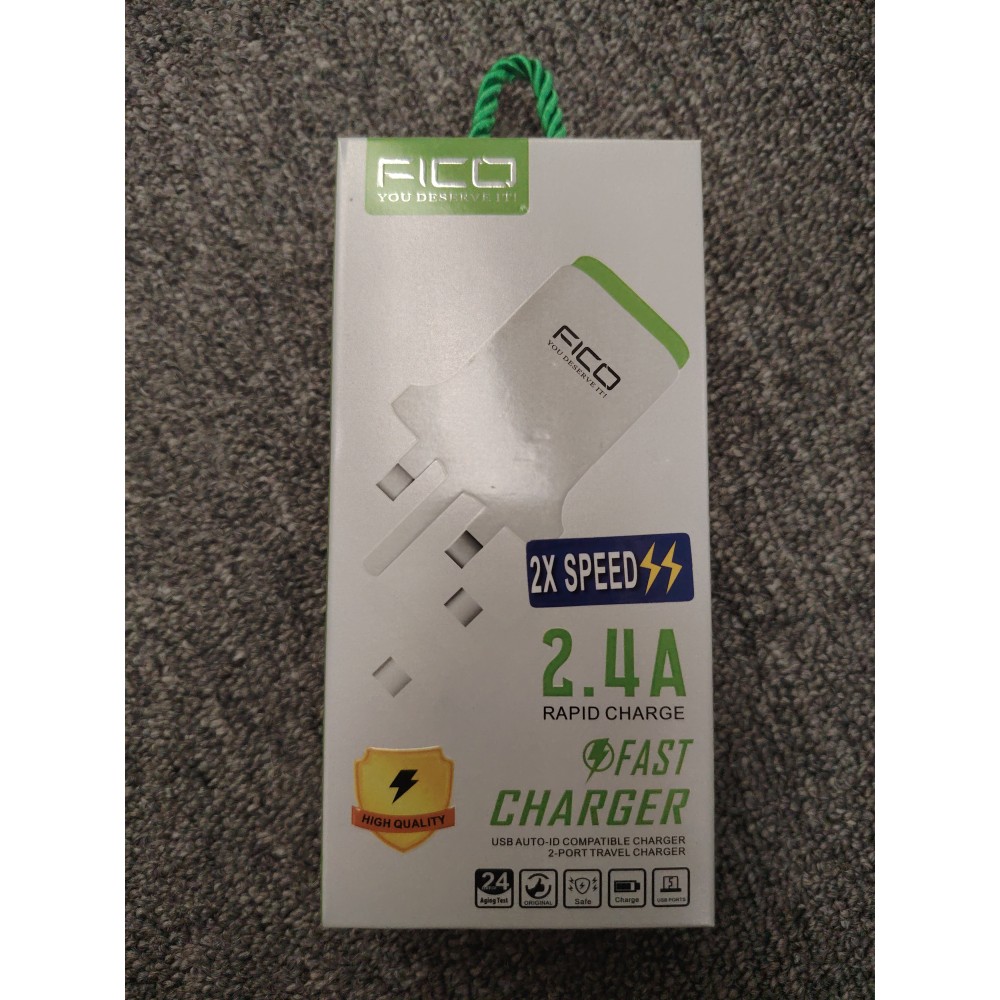 FICO
YOU DESERVE IT!
FICO
YOU DESERVE IT!
2X SPEED
2.4A
RAPID CHARGE
FAST
CHARGER
HIGH QUALITY
USB AUTO-ID COMPATIBLE CHARGER
2-PORT TRAVEL CHARGER
24
Aging Test
ORIGINAL
Safe
Charge
5
USB PORTS